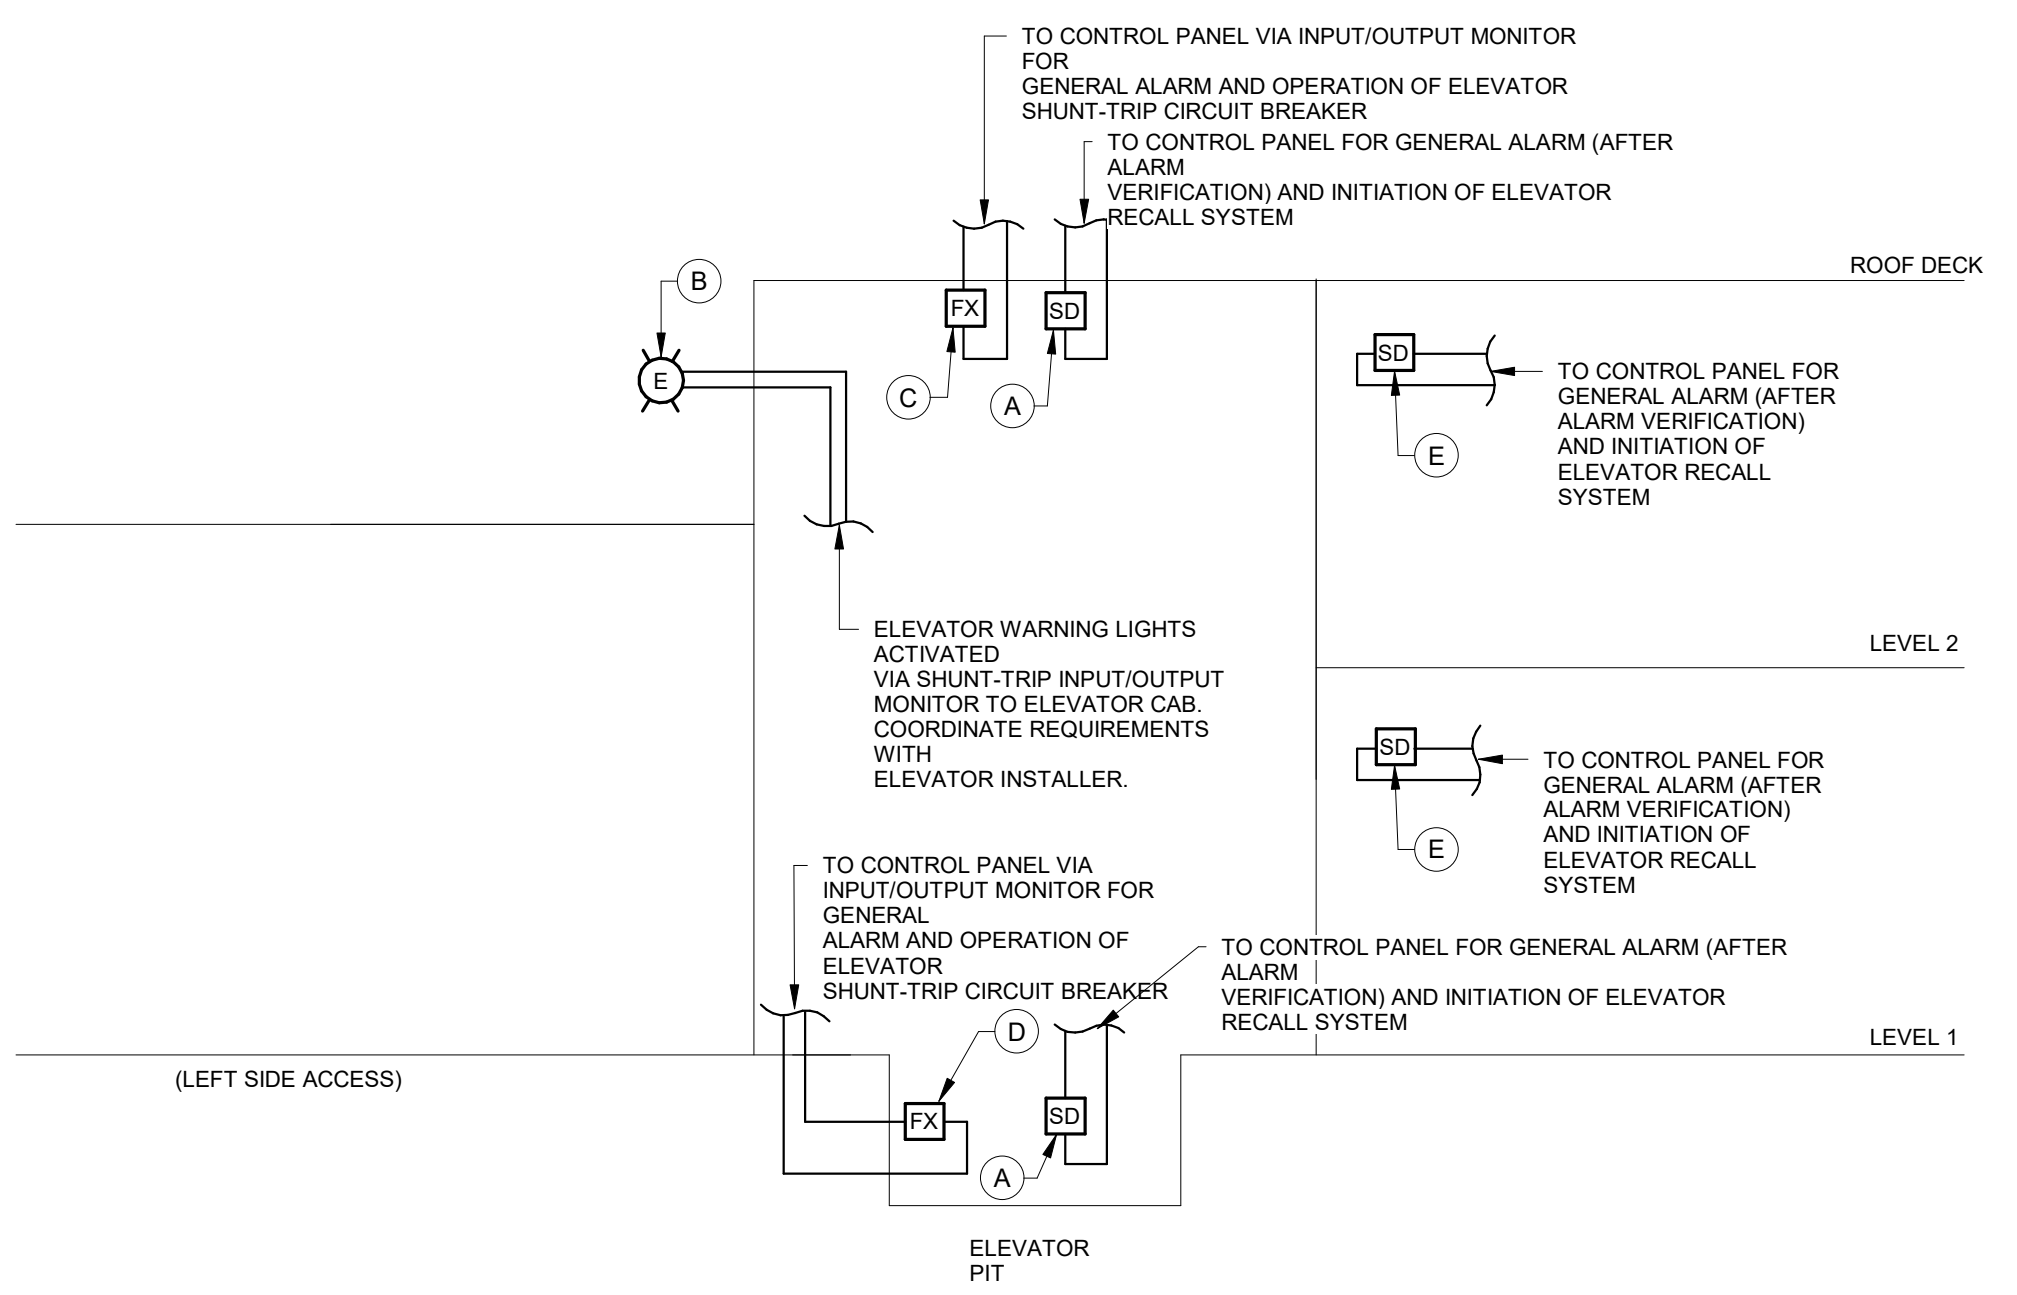 TO CONTROL PANEL VIA INPUT/OUTPUT MONITOR
FOR
GENERAL ALARM AND OPERATION OF ELEVATOR
SHUNT-TRIP CIRCUIT BREAKER
TO CONTROL PANEL FOR GENERAL ALARM (AFTER
ALARM
VERIFICATION) AND INITIATION OF ELEVATOR
RECALL SYSTEM
ROOF DECK
B
FX
SD
E
C
A
SD
TO CONTROL PANEL FOR
GENERAL ALARM (AFTER
ALARM VERIFICATION)
AND INITIATION OF
ELEVATOR RECALL
SYSTEM
E
ELEVATOR WARNING LIGHTS
ACTIVATED
VIA SHUNT-TRIP INPUT/OUTPUT
MONITOR TO ELEVATOR CAB.
COORDINATE REQUIREMENTS
WITH
ELEVATOR INSTALLER.
LEVEL 2
SD
TO CONTROL PANEL FOR
GENERAL ALARM (AFTER
ALARM VERIFICATION)
AND INITIATION OF
ELEVATOR RECALL
SYSTEM
E
TO CONTROL PANEL VIA
INPUT/OUTPUT MONITOR FOR
GENERAL
ALARM AND OPERATION OF
ELEVATOR
SHUNT-TRIP CIRCUIT BREAKER
TO CONTROL PANEL FOR GENERAL ALARM (AFTER
ALARM
VERIFICATION) AND INITIATION OF ELEVATOR
RECALL SYSTEM
D
LEVEL 1
(LEFT SIDE ACCESS)
FX
SD
A
ELEVATOR
PIT